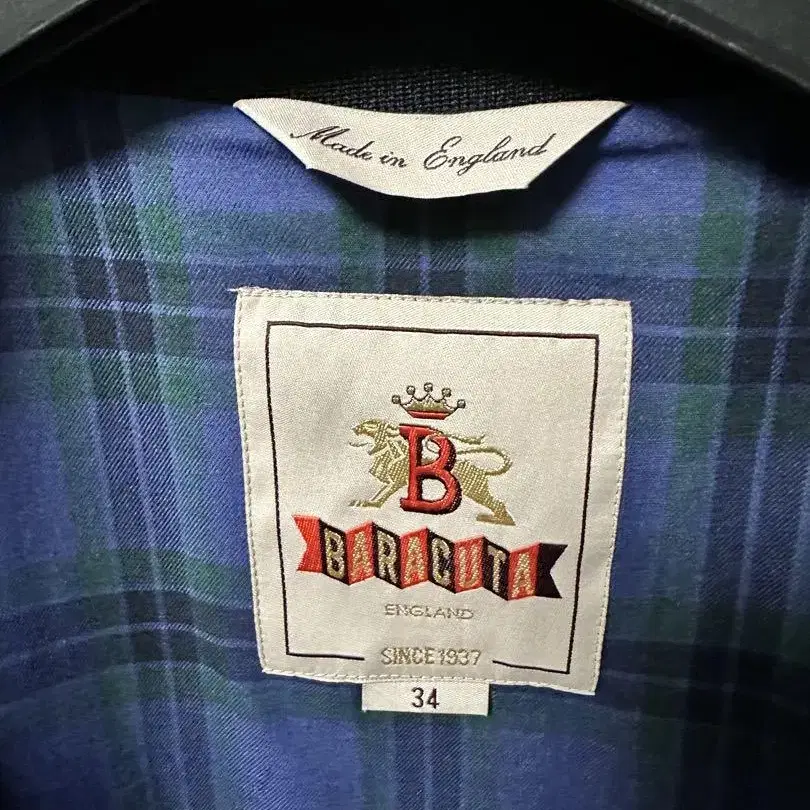 Made in England
B
BARACUTA
ENGLAND
SINCE 1937
34